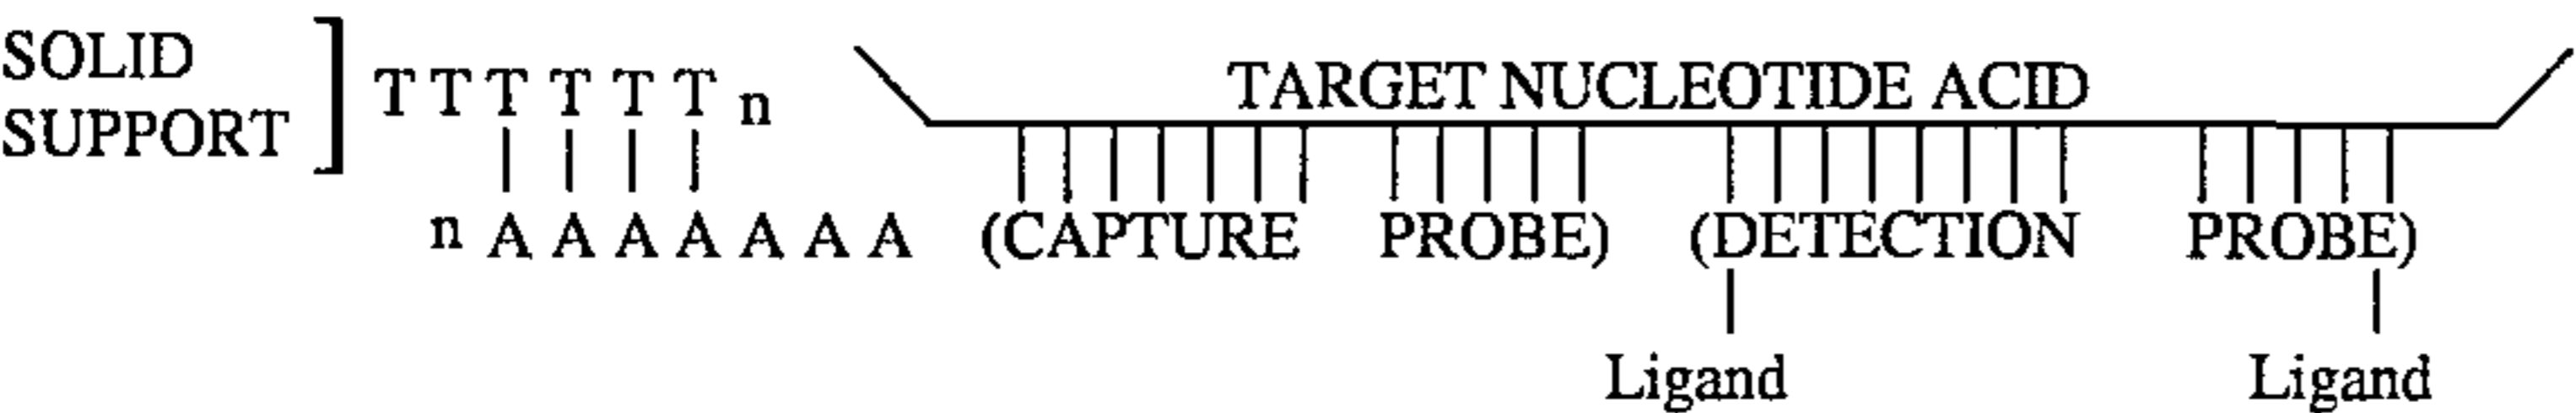 SOLID
SUPPORT
T T T T T T n
TARGET NUCLEOTIDE ACID
n A A A A A A A (CAPTURE PROBE) (DETECTION PROBE)
Ligand Ligand